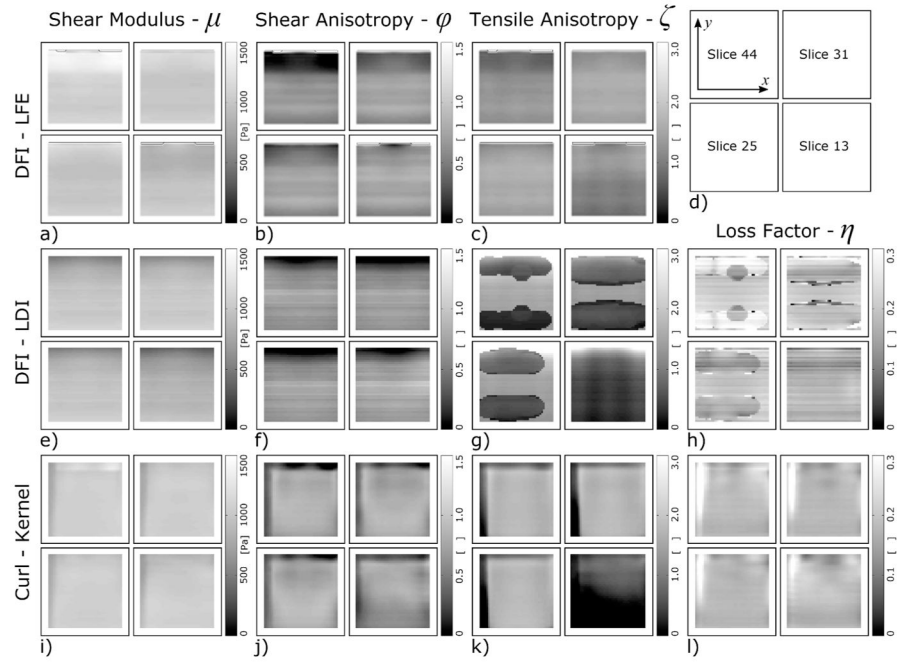 Shear Modulus - μ
Shear Anisotropy - φ
Tensile Anisotropy - ζ
DFI - LFE
0 500 [Pa] 1000 1500
0 0.5 [ ] 1.0 1.5
0 1.0 [ ] 2.0 3.0
y
x
Slice 44
Slice 31
Slice 25
Slice 13
a)
b)
c)
d)
Loss Factor - η
DFI - LDI
0 500 [Pa] 1000 1500
0 0.5 [ ] 1.0 1.5
0 1.0 [ ] 2.0 3.0
0 0.1 [ ] 0.2 0.3
e)
f)
g)
h)
Curl - Kernel
0 500 [Pa] 1000 1500
0 0.5 [ ] 1.0 1.5
0 1.0 [ ] 2.0 3.0
0 0.1 [ ] 0.2 0.3
i)
j)
k)
l)